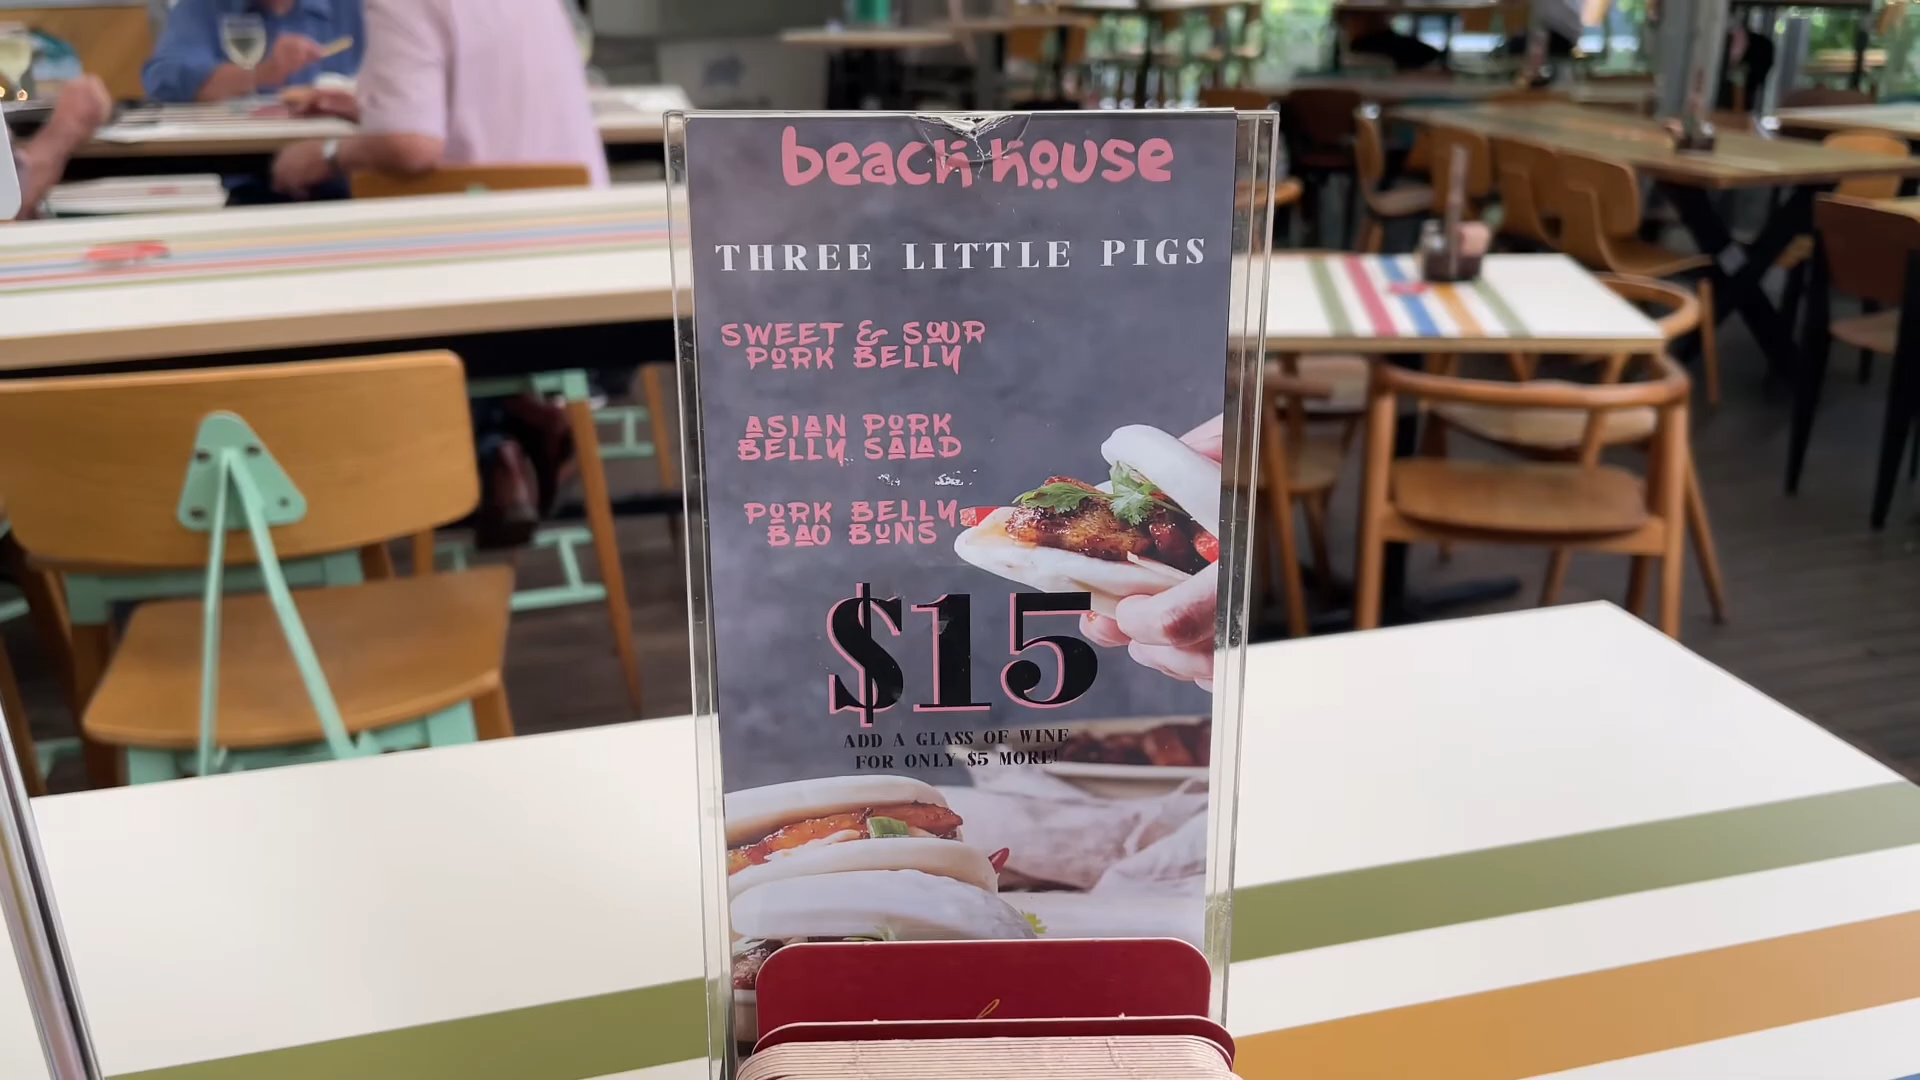 beach house
THREE LITTLE PIGS
SWEET & SOUR
PORK BELLY
ASIAN PORK
BELLY SALAD
PORK BELLY
BAO BUNS
$15
ADD A GLASS OF WINE
FOR ONLY $5 MORE!